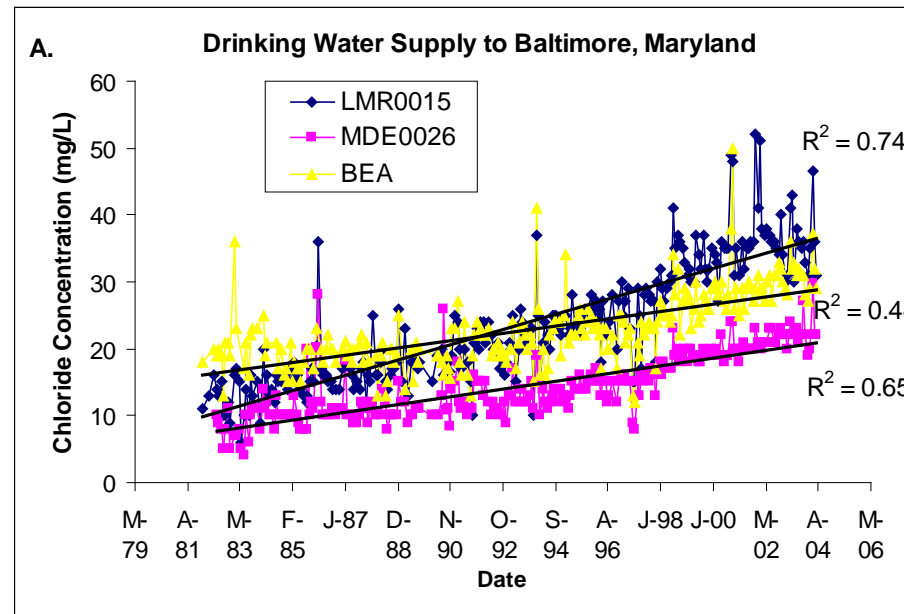 A.
Drinking Water Supply to Baltimore, Maryland
LMR0015
MDE0026
BEA
Chloride Concentration (mg/L)
60
50
40
30
20
10
0
R² = 0.74
R² = 0.4
R² = 0.65
M-79 A-81 M-83 F-85 J-87 D-88 N-90 O-92 S-94 A-96 J-98 J-00 M-02 A-04 M-06
Date